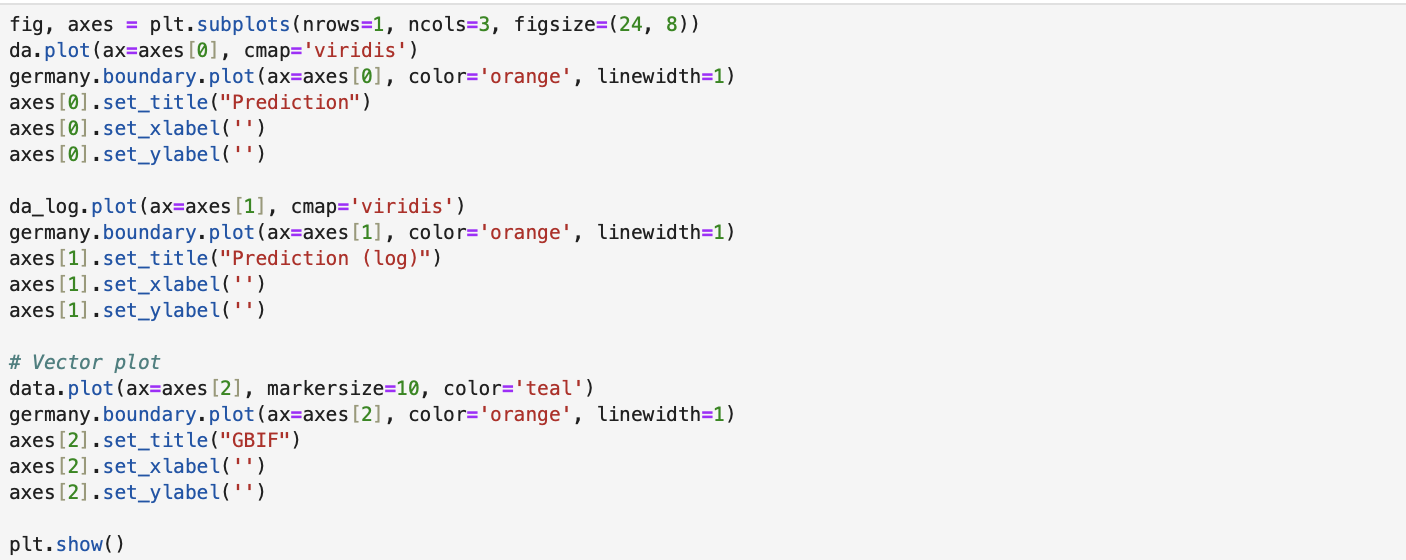 fig, axes = plt.subplots(nrows=1, ncols=3, figsize=(24, 8))
da.plot(ax=axes[0], cmap='viridis')
germany.boundary.plot(ax=axes[0], color='orange', linewidth=1)
axes[0].set_title("Prediction")
axes[0].set_xlabel('')
axes[0].set_ylabel('')

da_log.plot(ax=axes[1], cmap='viridis')
germany.boundary.plot(ax=axes[1], color='orange', linewidth=1)
axes[1].set_title("Prediction (log)")
axes[1].set_xlabel('')
axes[1].set_ylabel('')

# Vector plot
data.plot(ax=axes[2], markersize=10, color='teal')
germany.boundary.plot(ax=axes[2], color='orange', linewidth=1)
axes[2].set_title("GBIF")
axes[2].set_xlabel('')
axes[2].set_ylabel('')

plt.show()